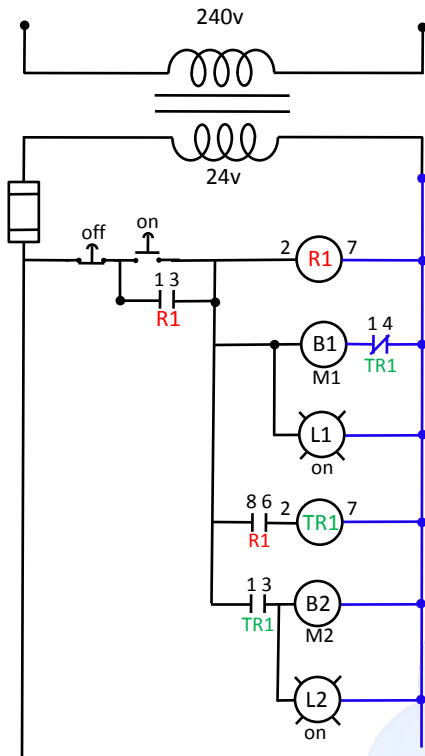 240v
24v
off
on
2 R1 7
1 3
R1
B1
M1
1 4
TR1
L1
on
8 6
R1
2 TR1 7
1 3
TR1
B2
M2
L2
on